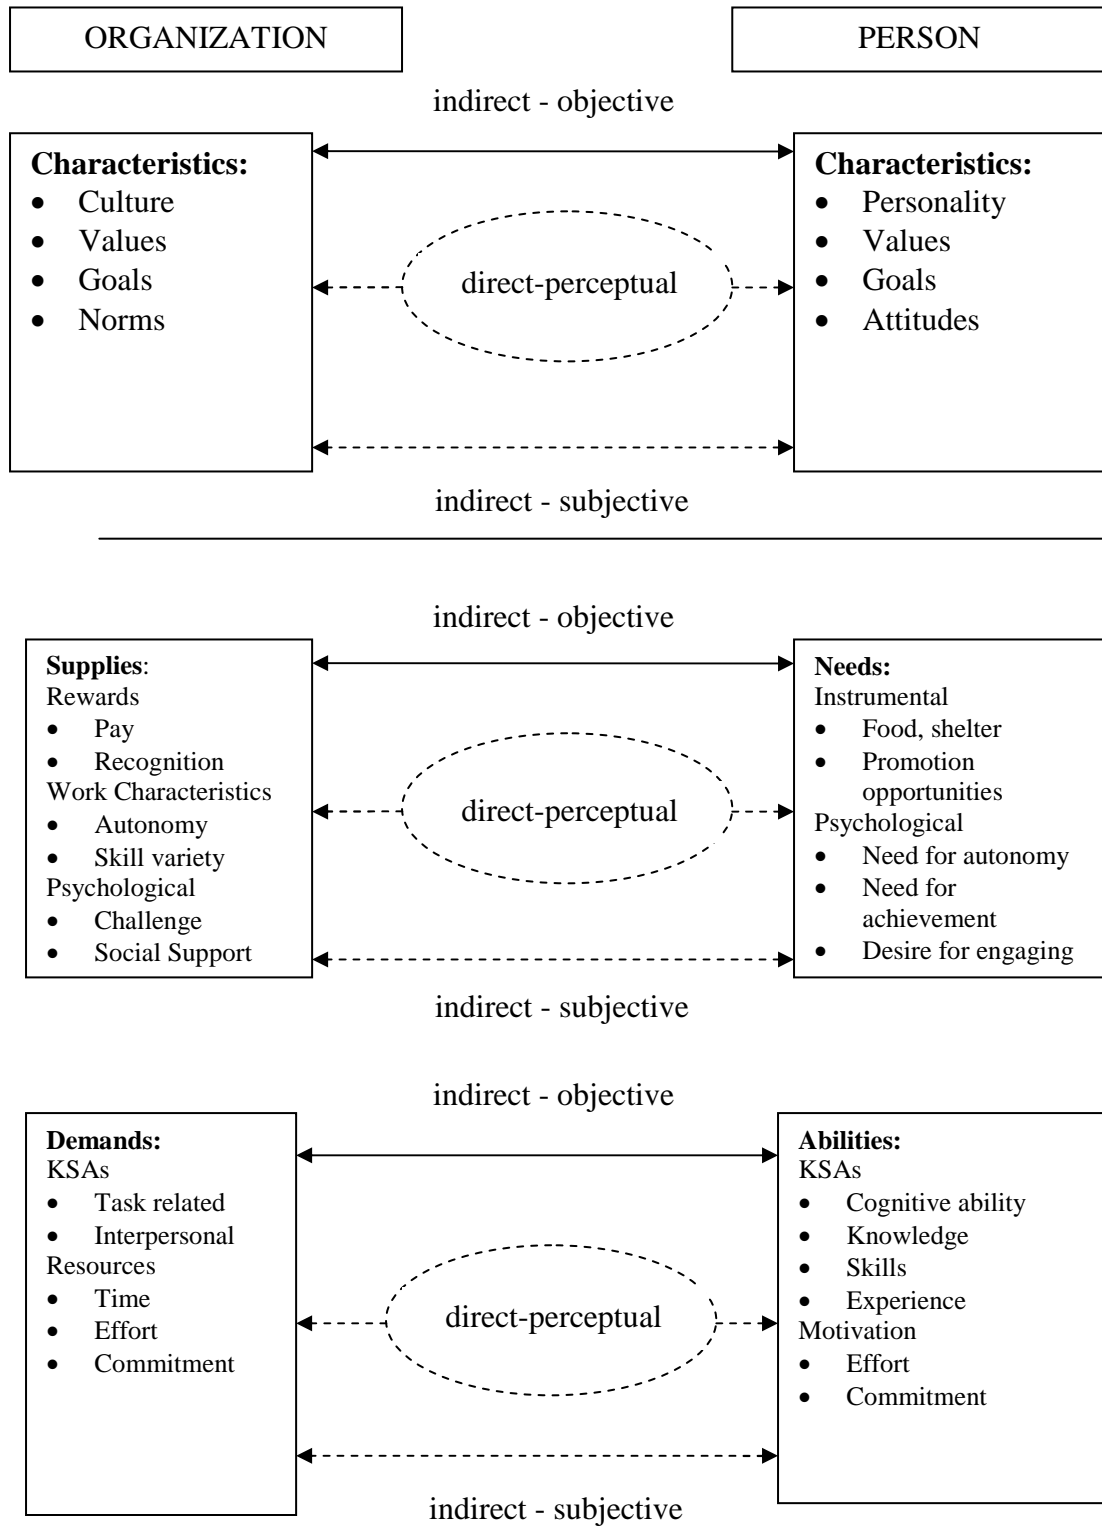 ORGANIZATION
PERSON
indirect - objective
Characteristics:
• Culture
• Values
• Goals
• Norms
direct-perceptual
Characteristics:
• Personality
• Values
• Goals
• Attitudes
indirect - subjective
indirect - objective
Supplies:
Rewards
• Pay
• Recognition
Work Characteristics
• Autonomy
• Skill variety
Psychological
• Challenge
• Social Support
direct-perceptual
Needs:
Instrumental
• Food, shelter
• Promotion
opportunities
Psychological
• Need for autonomy
• Need for
achievement
• Desire for engaging
indirect - subjective
indirect - objective
Demands:
KSAs
• Task related
• Interpersonal
Resources
• Time
• Effort
• Commitment
direct-perceptual
Abilities:
KSAs
• Cognitive ability
• Knowledge
• Skills
• Experience
Motivation
• Effort
• Commitment
indirect - subjective